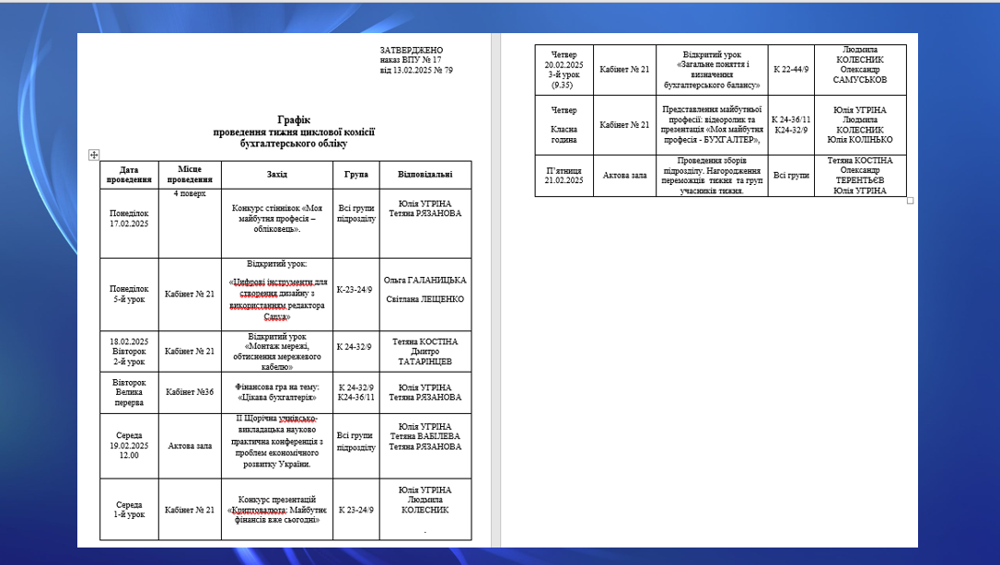 ЗАТВЕРДЖЕНО
наказ ВПУ № 17
від 13.02.2025 № 79
Графік
проведення тижня циклової комісії
бухгалтерського обліку
Дата проведення | Місце проведення | Захід | Група | Відповідальні
Понеділок
17.02.2025
4 поверх
Конкурс стіннівок «Моя
майбутня професія –
обліковець».
Всі групи
підрозділу
Юлія УГРІНА
Тетяна РЯЗАНОВА
Понеділок
5-й урок
Кабінет № 21
Відкритий урок:
«Цифрові інструменти для
створення дизайну з
використанням редактора
Canva»
К-23-24/9
Ольга ГАЛАНИЦЬКА
Світлана ЛЕЩЕНКО
18.02.2025
Вівторок
2-й урок
Кабінет № 21
Відкритий урок
«Монтаж мережі,
обтиснення мережевого
кабелю»
К 24-32/9
Тетяна КОСТІНА
Дмитро
ТАТАРІНЦЕВ
Вівторок
Велика
перерва
Кабінет №36
Фінансова гра на тему:
«Цікава бухгалтерія»
К 24-32/9
К24-36/11
Юлія УГРІНА
Тетяна РЯЗАНОВА
Середа
19.02.2025
12.00
Актова зала
ІІ Щорічна учнівсько-
викладацька науково
практична конференція з
проблем економічного
розвитку України.
Всі групи
підрозділу
Юлія УГРІНА
Тетяна ВАБІЛЕВА
Тетяна РЯЗАНОВА
Середа
1-й урок
Кабінет № 21
Конкурс презентацій
«Криптовалюта: Майбутнє
фінансів вже сьогодні»
К 23-24/9
Юлія УГРІНА
Людмила
КОЛЕСНИК
.
Четвер
20.02.2025
3-й урок
(9.35)
Кабінет № 21
Відкритий урок
«Загальне поняття і
визначення
бухгалтерського балансу»
К 22-44/9
Людмила
КОЛЕСНИК
Олександр
САМУСЬКОВ
Четвер
Класна
година
Кабінет № 21
Представлення майбутньої
професії: відеоролик та
презентація «Моя майбутня
професія - БУХГАЛТЕР»,
К 24-36/11
К24-32/9
Юлія УГРІНА
Людмила
КОЛЕСНИК
Юлія КОЛІНЬКО
П’ятниця
21.02.2025
Актова зала
Проведення зборів
підрозділу. Нагородження
переможців тижня та груп
учасників тижня.
Всі групи
Тетяна КОСТІНА
Олександр
ТЕРЕНТЬЄВ
Юлія УГРІНА